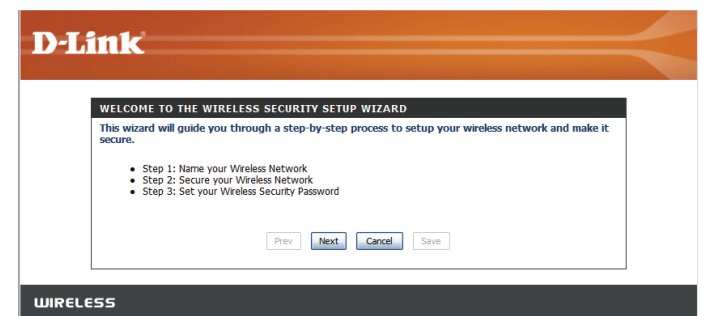 D-Link
WELCOME TO THE WIRELESS SECURITY SETUP WIZARD
This wizard will guide you through a step-by-step process to setup your wireless network and make it
secure.
• Step 1: Name your Wireless Network
• Step 2: Secure your Wireless Network
• Step 3: Set your Wireless Security Password
Prev Next Cancel Save
WIRELESS